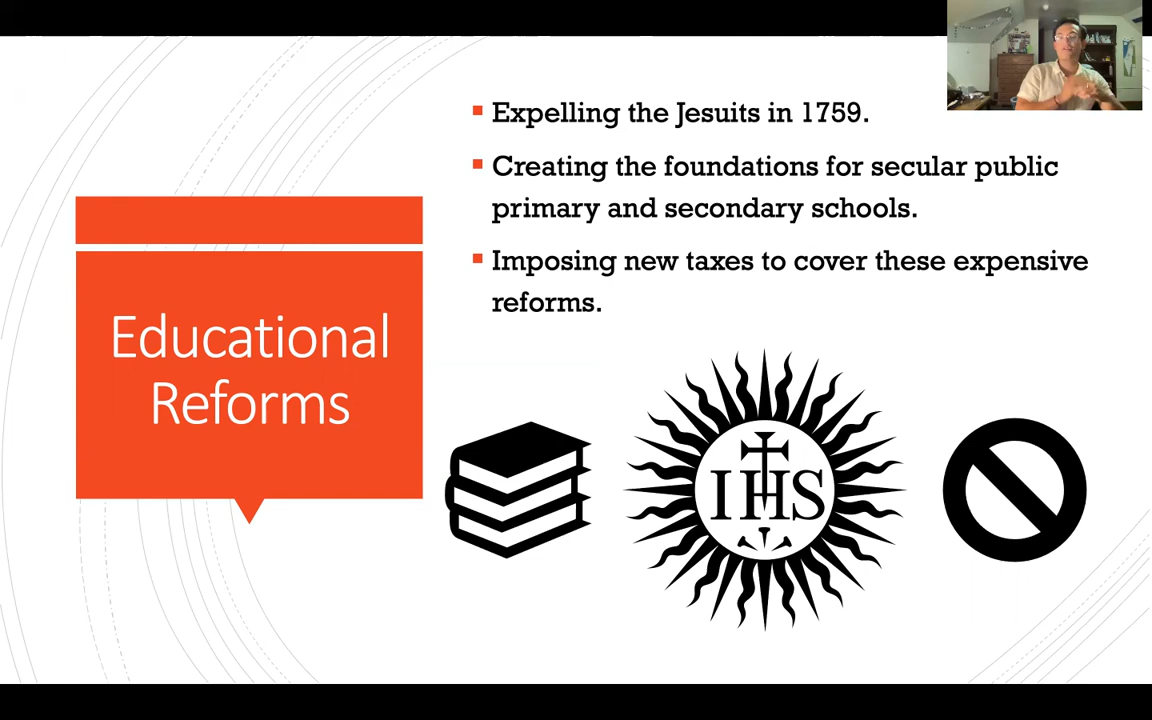 Expelling the Jesuits in 1759.
Creating the foundations for secular public
primary and secondary schools.
Imposing new taxes to cover these expensive
reforms.
Educational
Reforms
IHS